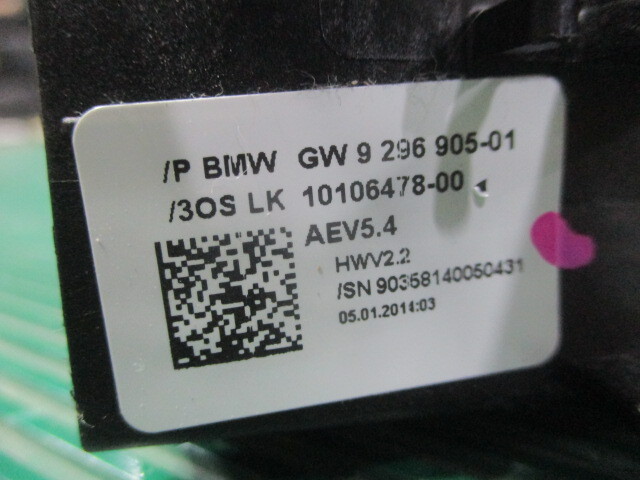 /P BMW GW 9 296 905-01
/3OS LK 10106478-00
AEV5.4
HWV2.2
/SN 90358140050431
05.01.2014:03